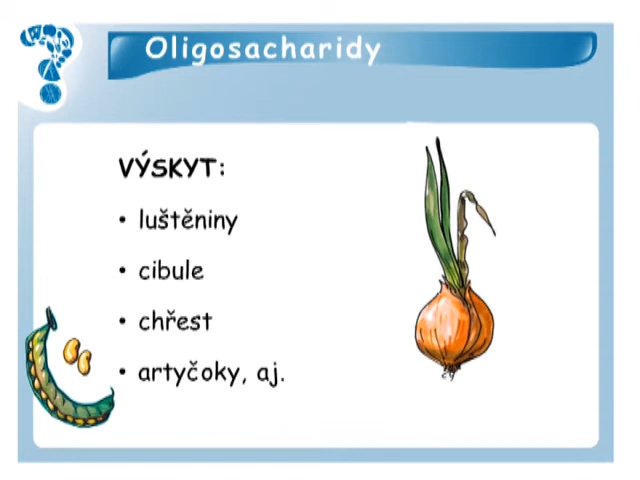 Oligosacharidy
VÝSKYT:
• luštěniny
• cibule
• chřest
• artyčoky, aj.